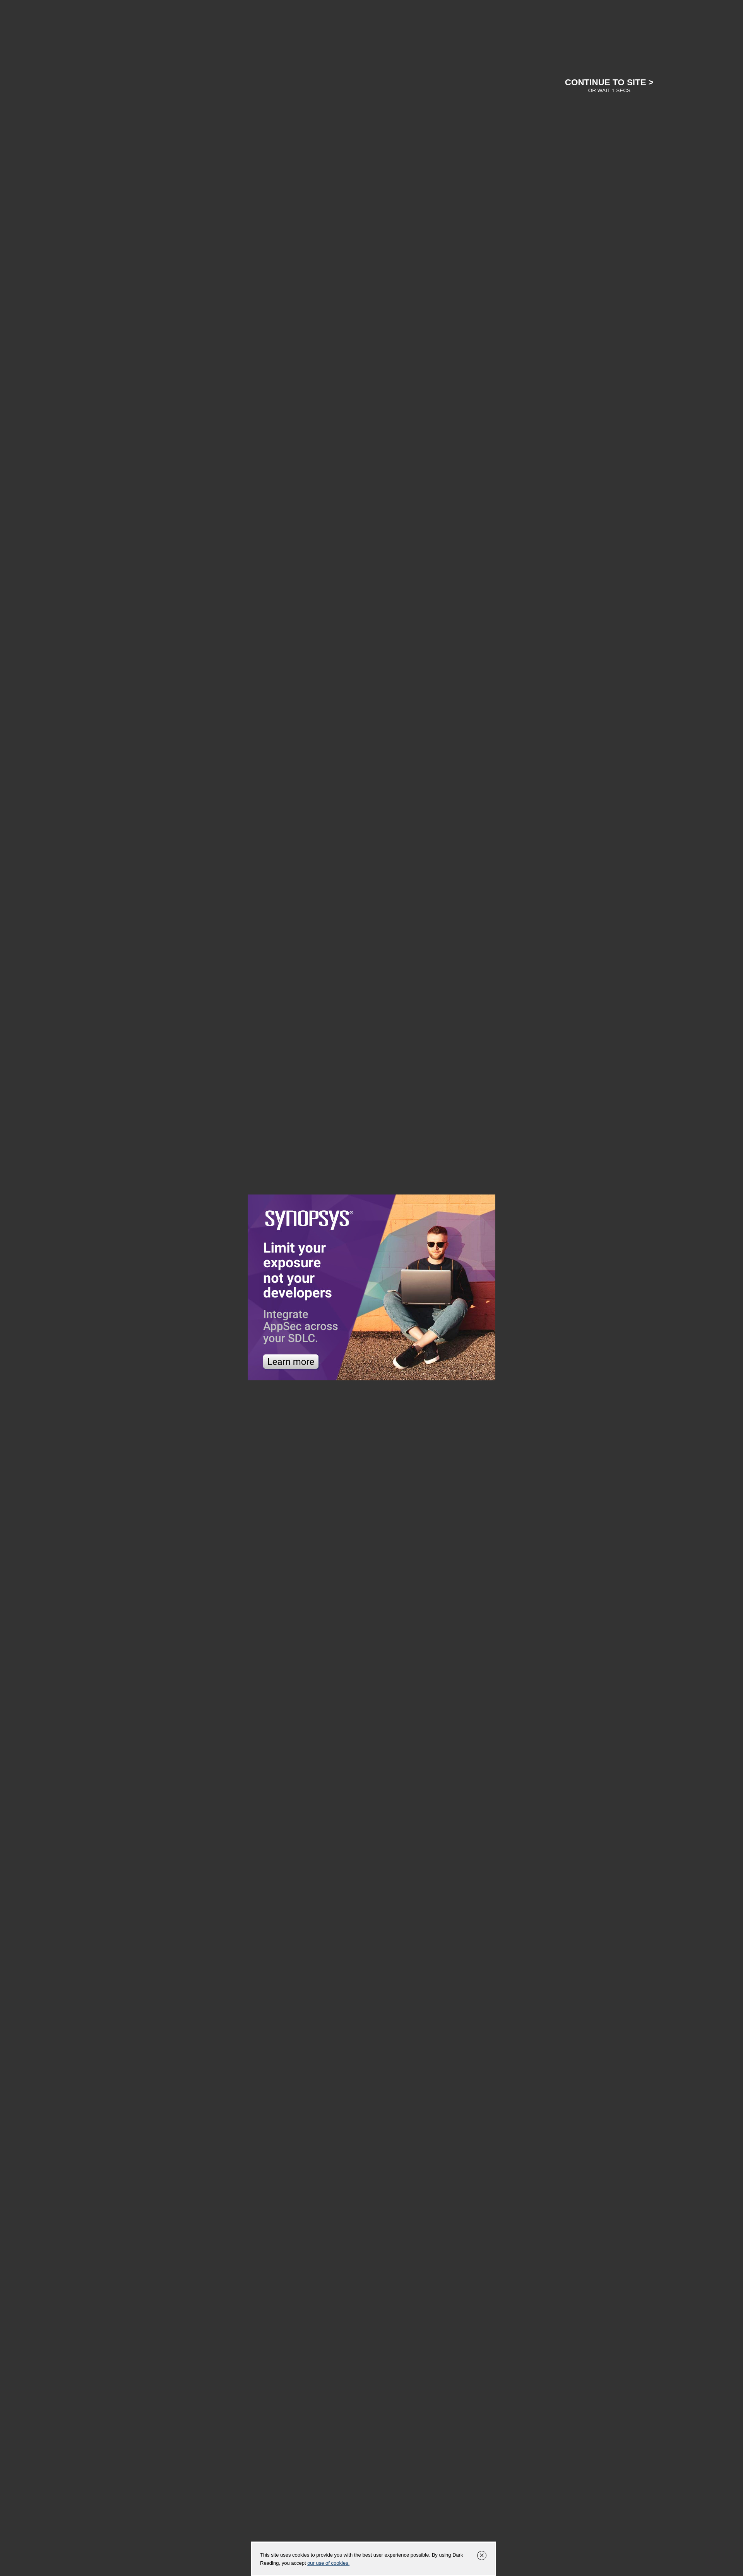 CONTINUE TO SITE >
OR WAIT 1 SECS
SYNOPSYS®
Limit your
exposure
not your
developers
Integrate
AppSec across
your SDLC.
Learn more
This site uses cookies to provide you with the best user experience possible. By using Dark
Reading, you accept our use of cookies.